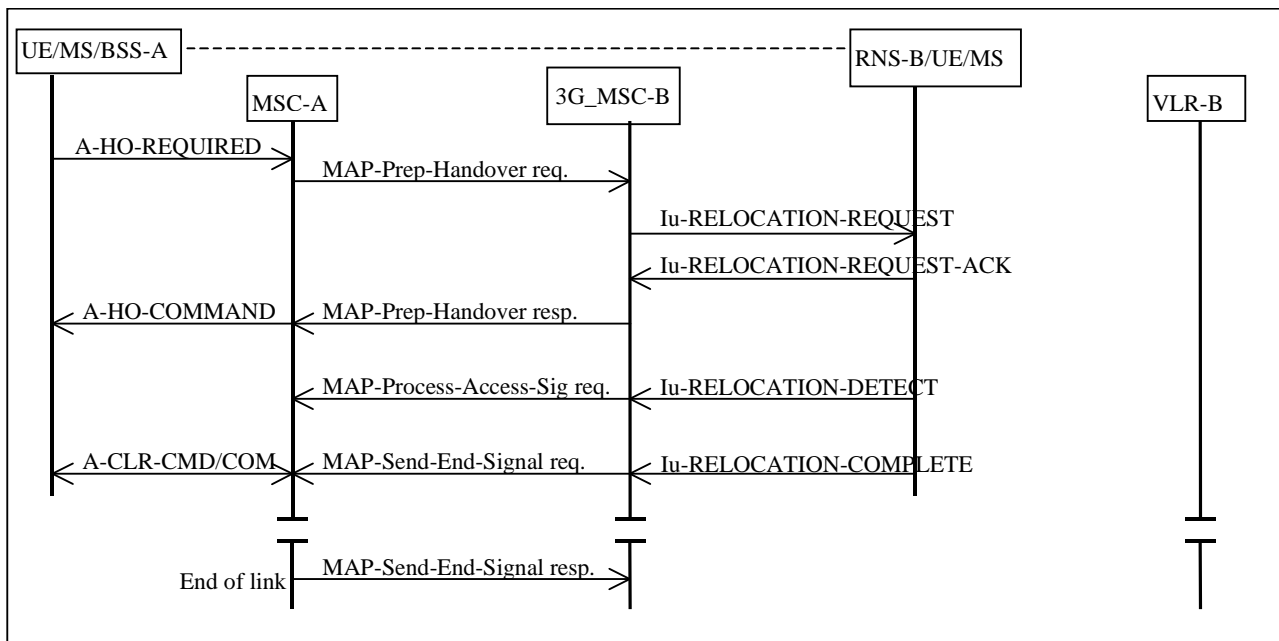 UE/MS/BSS-A
RNS-B/UE/MS
MSC-A
3G_MSC-B
VLR-B
A-HO-REQUIRED
MAP-Prep-Handover req.
Iu-RELOCATION-REQUEST
Iu-RELOCATION-REQUEST-ACK
A-HO-COMMAND
MAP-Prep-Handover resp.
MAP-Process-Access-Sig req.
Iu-RELOCATION-DETECT
A-CLR-CMD/COM
MAP-Send-End-Signal req.
Iu-RELOCATION-COMPLETE
End of link
MAP-Send-End-Signal resp.